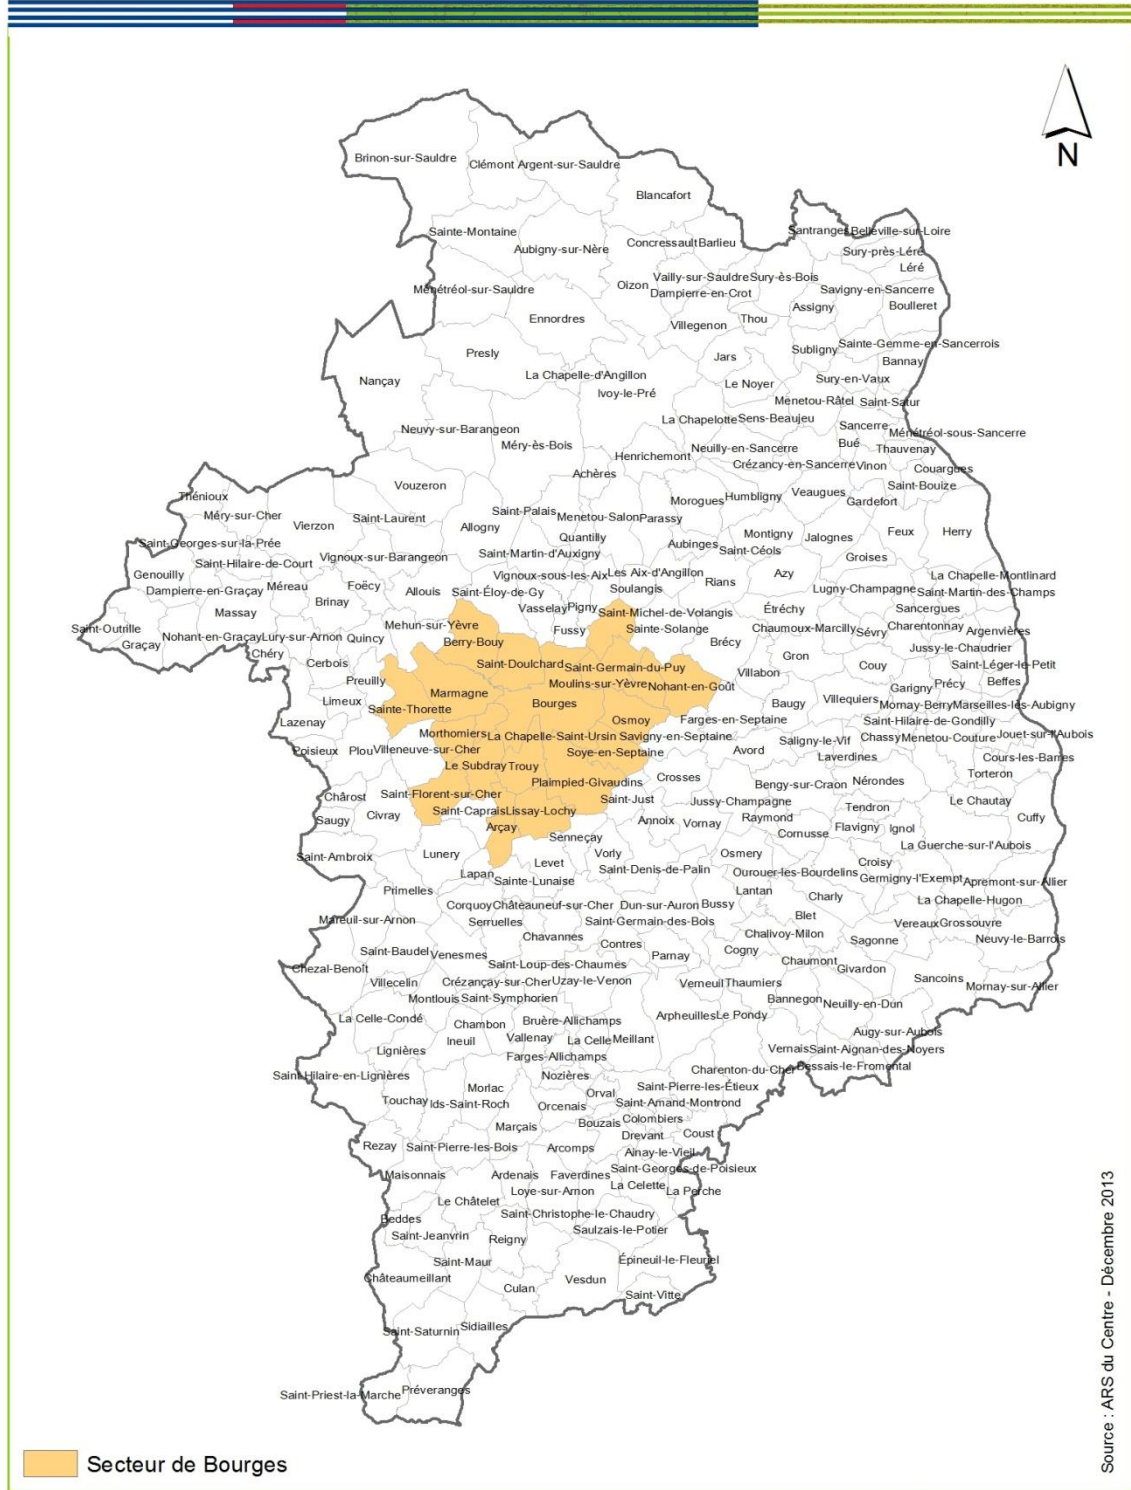 N
Brinon-sur-Sauldre
Clémont Argent-sur-Sauldre
Blancafort
Sainte-Montaine
Santranges Belleville-sur-Loire
Aubigny-sur-Nère
Concressault Barlieu
Sury-près-Léré
Léré
Vailly-sur-Sauldre Sury-ès-Bois
Ménétréol-sur-Sauldre
Oizon
Dampierre-en-Crot
Savigny-en-Sancerre
Assigny
Boulleret
Ennordres
Villegenon
Thou
Presly
Jars
Subligny
Sainte-Gemme-en-Sancerrois
Bannay
La Chapelle-d'Angillon
Nançay
Ivoy-le-Pré
Le Noyer
Sury-en-Vaux
Menetou-Râtel
Saint-Satur
La Chapelotte
Sens-Beaujeu
Neuvy-sur-Barangeon
Sancerre
Ménétréol-sous-Sancerre
Méry-ès-Bois
Neuilly-en-Sancerre
Bué
Thauvenay
Henrichemont
Crézancy-en-Sancerre
Vinon
Couargues
Achères
Vouzeron
Saint-Bouize
Thénioux
Morogues
Humbligny
Veaugues
Gardefort
Méry-sur-Cher
Vierzon
Saint-Laurent
Saint-Palais
Menetou-Salon
Parassy
Allogny
Quantilly
Montigny
Jalognes
Feux
Herry
Saint-Georges-sur-la-Prée
Saint-Martin-d'Auxigny
Aubinges
Saint-Céols
Groises
Saint-Hilaire-de-Court
Vignoux-sur-Barangeon
Genouilly
Vignoux-sous-les-Aix
Les Aix-d'Angillon
Rians
Azy
La Chapelle-Montlinard
Dampierre-en-Graçay
Méreau
Foëcy
Allouis
Saint-Éloy-de-Gy
Soulangis
Lugny-Champagne
Saint-Martin-des-Champs
Massay
Brinay
Vasselay
Pigny
Saint-Michel-de-Volangis
Étréchy
Sancergues
Saint-Outrille
Graçay
Nohant-en-Graçay
Lury-sur-Arnon
Quincy
Mehun-sur-Yèvre
Fussy
Sainte-Solange
Chaumoux-Marcilly
Sévry
Charentonnay
Argenvières
Chéry
Berry-Bouy
Brécy
Jussy-le-Chaudrier
Cerbois
Saint-Doulchard
Saint-Germain-du-Puy
Gron
Couy
Saint-Léger-le-Petit
Preuilly
Moulins-sur-Yèvre
Nohant-en-Goût
Villabon
Garigny
Précy
Beffes
Limeux
Marmagne
Bourges
Baugy
Villequiers
Mornay-Berry
Marseilles-lès-Aubigny
Sainte-Thorette
Lazenay
Osmoy
Farges-en-Septaine
Saint-Hilaire-de-Gondilly
Morthomiers
La Chapelle-Saint-Ursin
Savigny-en-Septaine
Saligny-le-Vif
Chassy
Menetou-Couture
Jouet-sur-l'Aubois
Poisieux
Plou
Villeneuve-sur-Cher
Soye-en-Septaine
Avord
Laverdines
Cours-les-Barres
Le Subdray
Trouy
Torteron
Plaimpied-Givaudins
Crosses
Bengy-sur-Craon
Nérondes
Chârost
Saint-Florent-sur-Cher
Saint-Just
Jussy-Champagne
Le Chautay
Saugy
Civray
Saint-Caprais
Lissay-Lochy
Annoix
Vornay
Raymond
Tendron
Cuffy
Arçay
Senneçay
Cornusse
Flavigny
Ignol
La Guerche-sur-l'Aubois
Saint-Ambroix
Lunery
Levet
Vorly
Osmery
Croisy
Lapan
Sainte-Lunaise
Saint-Denis-de-Palin
Ourouer-les-Bourdelins
Germigny-l'Exempt
Apremont-sur-Allier
Primelles
Lantan
Charly
La Chapelle-Hugon
Corquoy
Châteauneuf-sur-Cher
Dun-sur-Auron
Bussy
Mareuil-sur-Arnon
Serruelles
Saint-Germain-des-Bois
Blet
Vereaux
Grossouvre
Chavannes
Contres
Chalivoy-Milon
Sagonne
Neuvy-le-Barrois
Saint-Baudel
Venesmes
Parnay
Cogny
Chezal-Benoît
Saint-Loup-des-Chaumes
Chaumont
Givardon
Villecelin
Crézançay-sur-Cher
Uzay-le-Venon
Verneuil
Thaumiers
Sancoins
Mornay-sur-Allier
Montlouis
Saint-Symphorien
Bannegon
Neuilly-en-Dun
La Celle-Condé
Chambon
Bruère-Allichamps
Arpheuilles
Le Pondy
Ineuil
Vallenay
La Celle
Meillant
Augy-sur-Aubois
Lignières
Farges-Allichamps
Vernais
Saint-Aignan-des-Noyers
Saint-Hilaire-en-Lignières
Nozières
Charenton-du-Cher
Bessais-le-Fromental
Morlac
Orval
Saint-Pierre-les-Étieux
Touchay
Ids-Saint-Roch
Orcenais
Saint-Amand-Montrond
Marçais
Bouzais
Colombiers
Drevant
Coust
Rezay
Saint-Pierre-les-Bois
Arcomps
Ainay-le-Vieil
Maisonnais
Ardenais
Faverdines
Saint-Georges-de-Poisieux
Loye-sur-Arnon
La Celette
La Perche
Le Châtelet
Beddes
Saint-Christophe-le-Chaudry
Saint-Jeanvrin
Reigny
Saulzais-le-Potier
Saint-Maur
Épineuil-le-Fleuriel
Châteaumeillant
Culan
Vesdun
Saint-Vitte
Saint-Saturnin
Sidiailles
Saint-Priest-la-Marche
Préveranges
Secteur de Bourges
Source : ARS du Centre - Décembre 2013